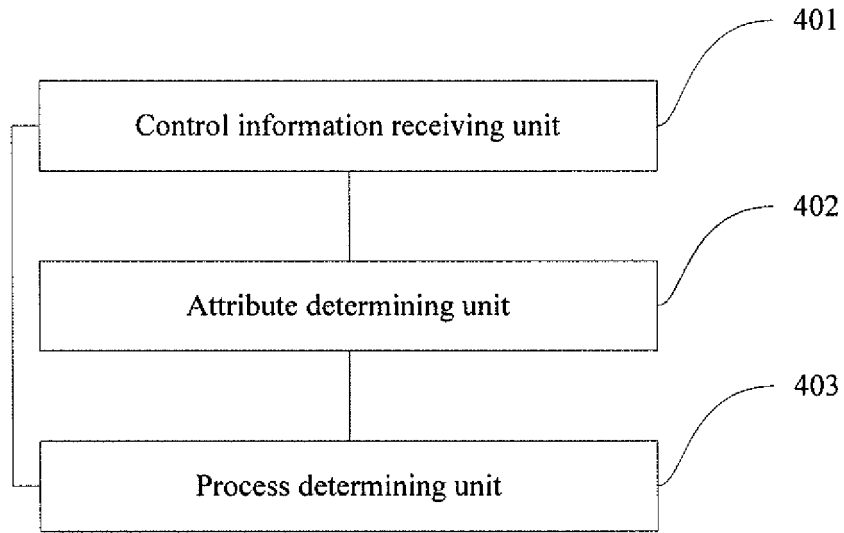 401
Control information receiving unit
402
Attribute determining unit
403
Process determining unit